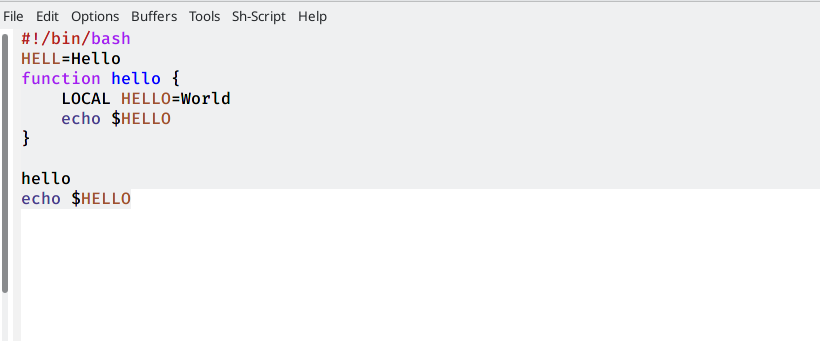 File Edit Options Buffers Tools Sh-Script Help
#!/bin/bash
HELL=Hello
function hello {
    LOCAL HELLO=World
    echo $HELLO
}

hello
echo $HELLO